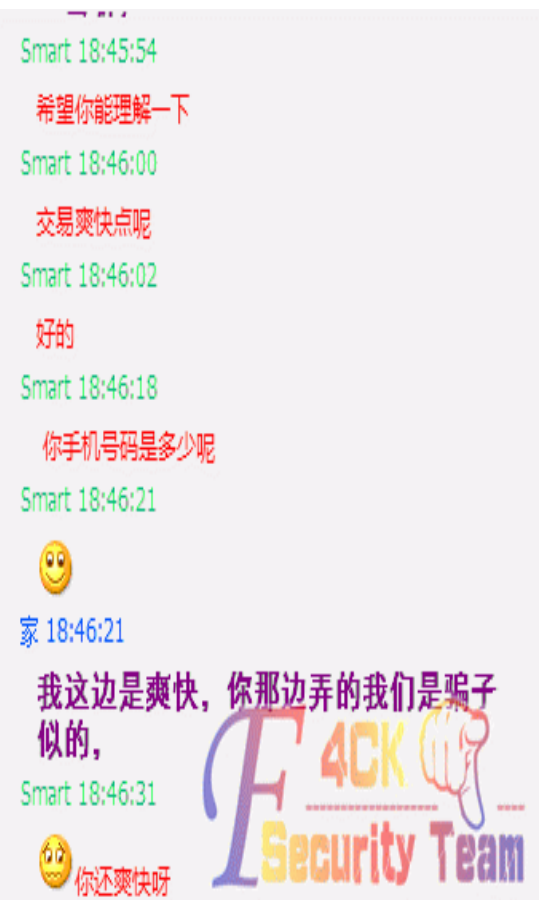 Smart 18:45:54
希望你能理解一下
Smart 18:46:00
交易爽快点呢
Smart 18:46:02
好的
Smart 18:46:18
你手机号码是多少呢
Smart 18:46:21
家 18:46:21
我这边是爽快，你那边弄的我们是骗子
似的，
Smart 18:46:31
你还爽快呀
F4CK
Security Team